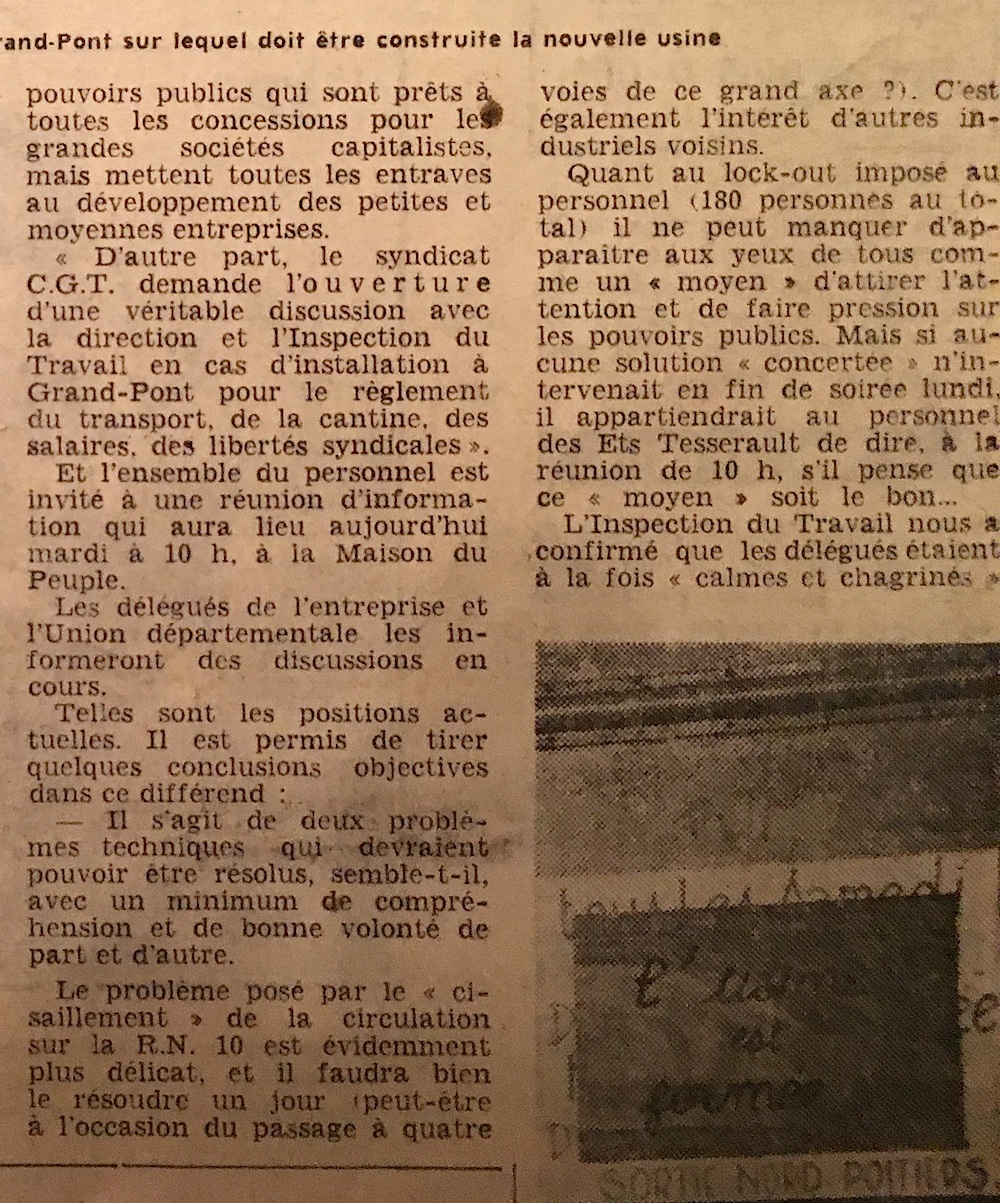 rand-Pont sur lequel doit être construite la nouvelle usine
pouvoirs publics qui sont prêts à
toutes les concessions pour les
grandes sociétés capitalistes,
mais mettent toutes les entraves
au développement des petites et
moyennes entreprises.
« D'autre part, le syndicat
C.G.T. demande l'ouverture
d'une véritable discussion avec
la direction et l'Inspection du
Travail en cas d'installation à
Grand-Pont pour le règlement
du transport, de la cantine, des
salaires, des libertés syndicales ».
Et l'ensemble du personnel est
invité à une réunion d'informa-
tion qui aura lieu aujourd'hui
mardi à 10 h, à la Maison du
Peuple.
Les délégués de l'entreprise et
l'Union départementale les in-
formeront des discussions en
cours.
Telles sont les positions ac-
tuelles. Il est permis de tirer
quelques conclusions objectives
dans ce différend :
— Il s'agit de deux problè-
mes techniques qui devraient
pouvoir être résolus, semble-t-il,
avec un minimum de compré-
hension et de bonne volonté de
part et d'autre.
Le problème posé par le « ci-
saillement » de la circulation
sur la R.N. 10 est évidemment
plus délicat, et il faudra bien
le résoudre un jour (peut-être
à l'occasion du passage à quatre
voies de ce grand axe ?). C'est
également l'intérêt d'autres in-
dustriels voisins.
Quant au lock-out imposé au
personnel (180 personnes au to-
tal) il ne peut manquer d'ap-
paraître aux yeux de tous com-
me un « moyen » d'attirer l'at-
tention et de faire pression sur
les pouvoirs publics. Mais si au-
cune solution « concertée » n'in-
tervenait en fin de soirée lundi,
il appartiendrait au personnel
des Ets Tesserault de dire, à la
réunion de 10 h, s'il pense que
ce « moyen » soit le bon...
L'Inspection du Travail nous a
confirmé que les délégués étaient
à la fois « calmes et chagrinés »
tous les samedi
l'usine
est
SORTIE NORD POITIERS